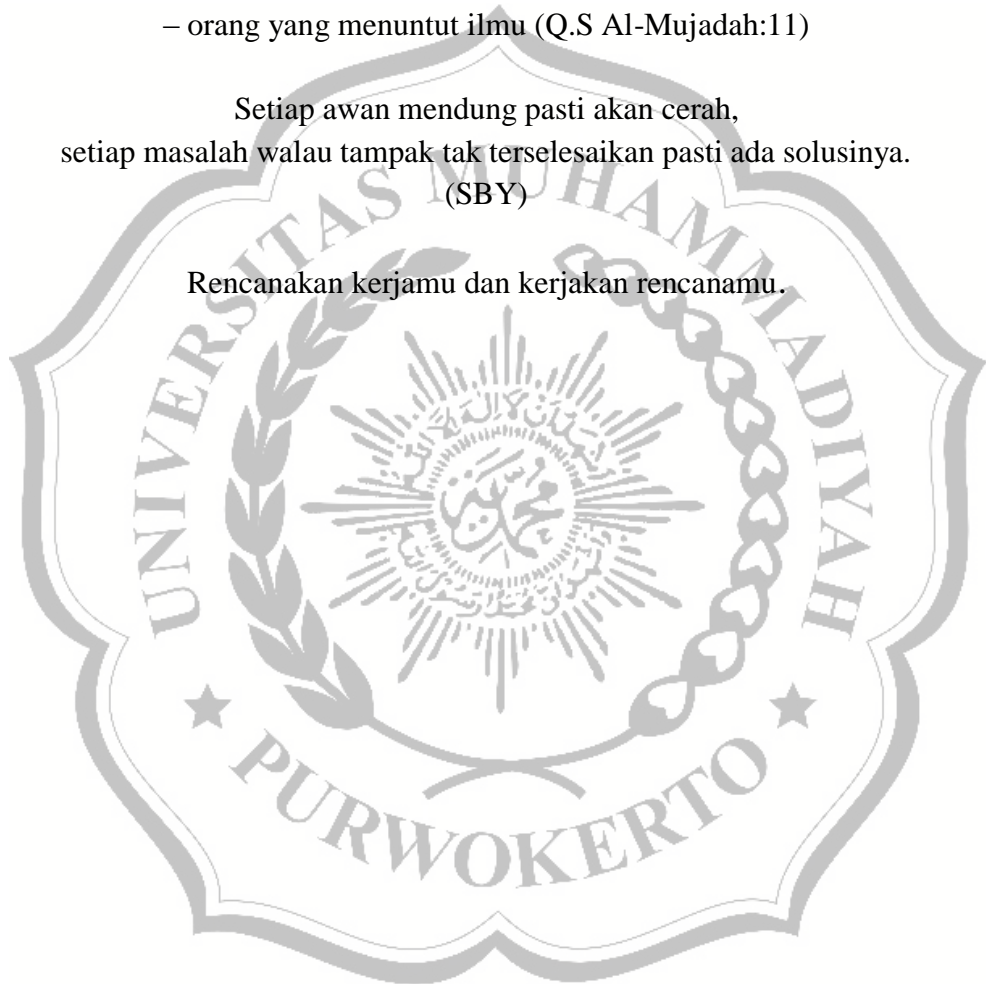 – orang yang menuntut ilmu (Q.S Al-Mujadah:11)
Setiap awan mendung pasti akan cerah,
setiap masalah walau tampak tak terselesaikan pasti ada solusinya.
(SBY)
Rencanakan kerjamu dan kerjakan rencanamu.
UNIVERSITAS MUHAMMADIYAH
PURWOKERTO